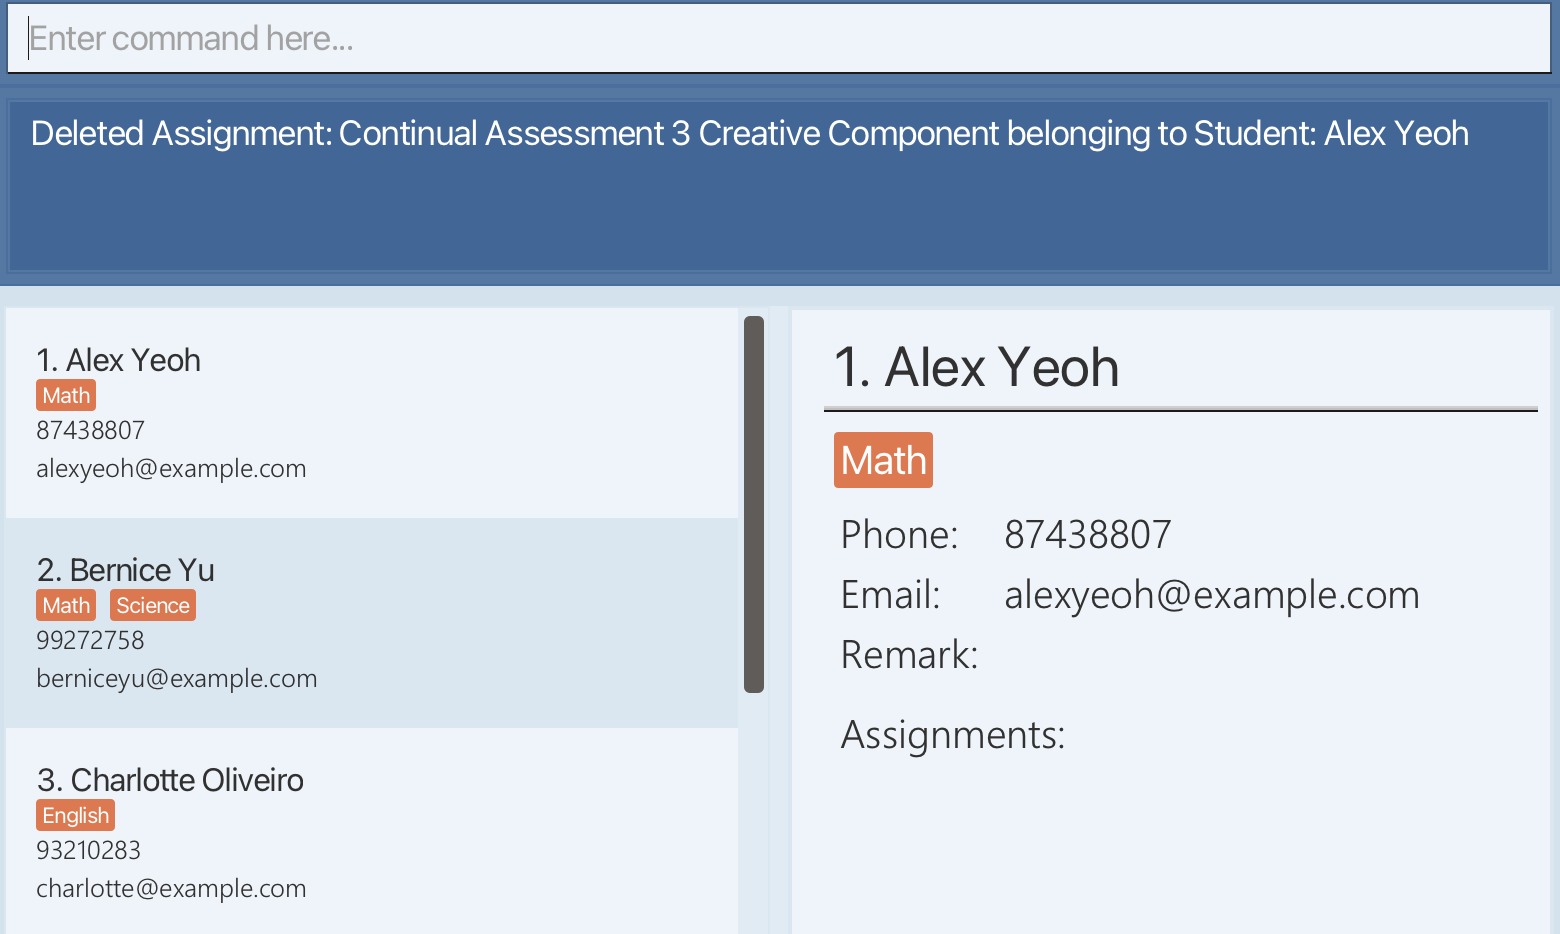 Enter command here...
Deleted Assignment: Continual Assessment 3 Creative Component belonging to Student: Alex Yeoh
1. Alex Yeoh
Math
87438807
alexyeoh@example.com
2. Bernice Yu
Math Science
99272758
berniceyu@example.com
3. Charlotte Oliveiro
English
93210283
charlotte@example.com
1. Alex Yeoh
Math
Phone: 87438807
Email: alexyeoh@example.com
Remark:
Assignments: